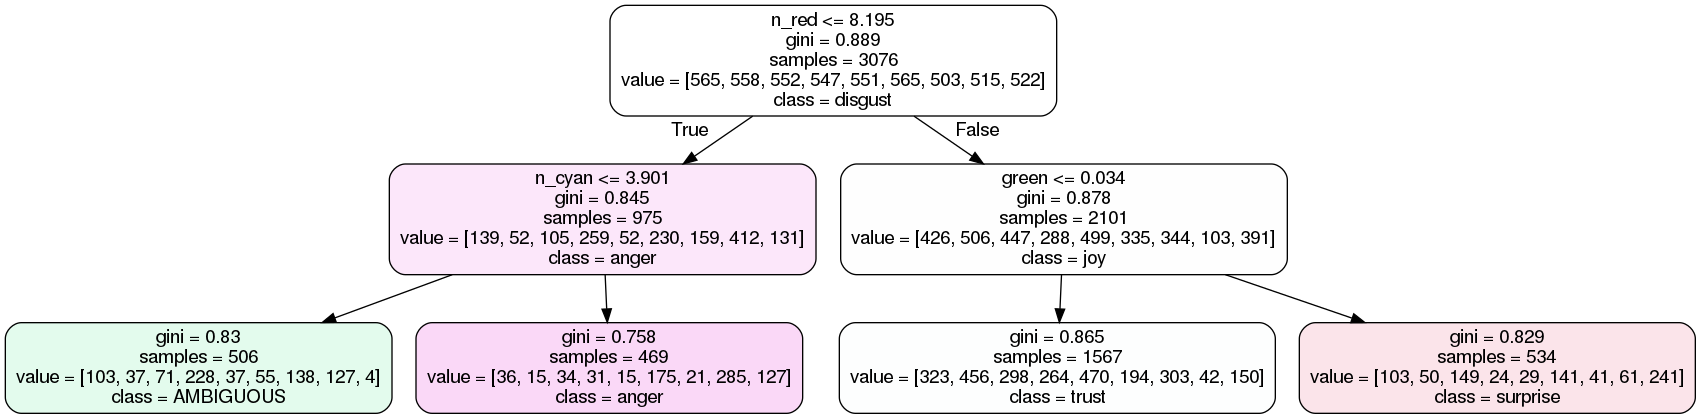 n_red <= 8.195
gini = 0.889
samples = 3076
value = [565, 558, 552, 547, 551, 565, 503, 515, 522]
class = disgust
True
False
n_cyan <= 3.901
gini = 0.845
samples = 975
value = [139, 52, 105, 259, 52, 230, 159, 412, 131]
class = anger
green <= 0.034
gini = 0.878
samples = 2101
value = [426, 506, 447, 288, 499, 335, 344, 103, 391]
class = joy
gini = 0.83
samples = 506
value = [103, 37, 71, 228, 37, 55, 138, 127, 4]
class = AMBIGUOUS
gini = 0.758
samples = 469
value = [36, 15, 34, 31, 15, 175, 21, 285, 127]
class = anger
gini = 0.865
samples = 1567
value = [323, 456, 298, 264, 470, 194, 303, 42, 150]
class = trust
gini = 0.829
samples = 534
value = [103, 50, 149, 24, 29, 141, 41, 61, 241]
class = surprise